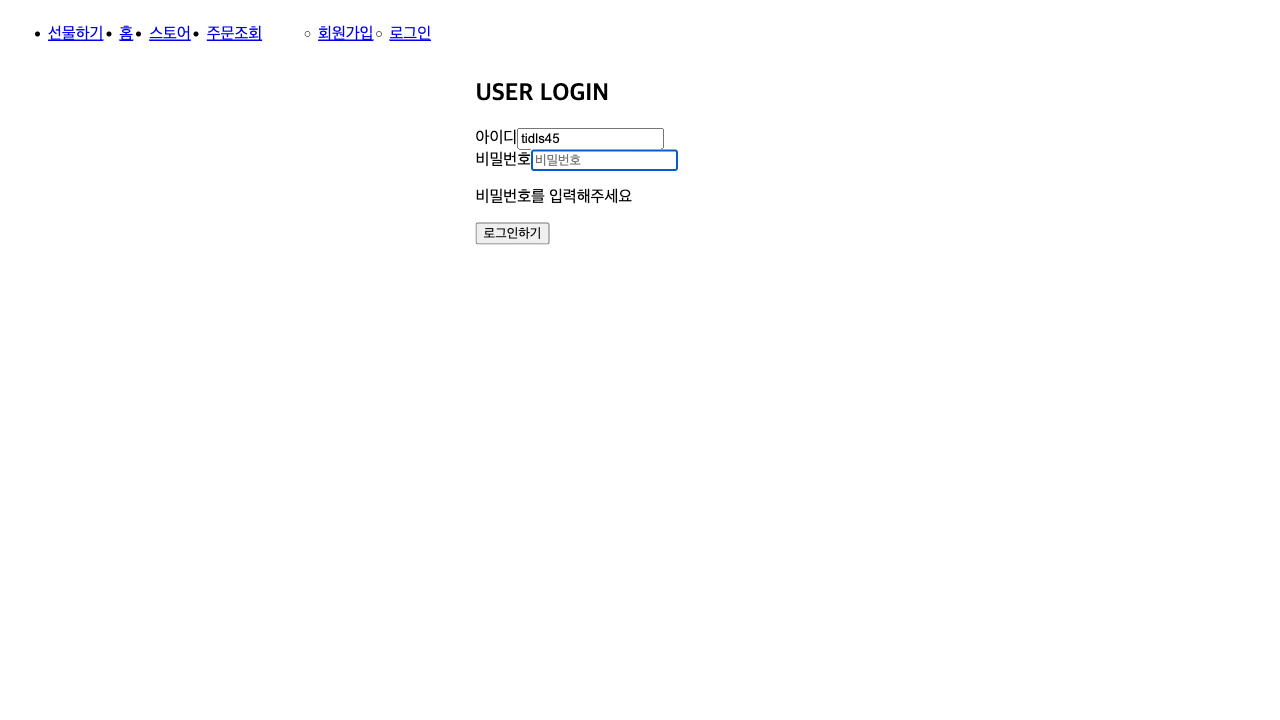 선물하기 홈 스토어 주문조회 회원가입 로그인
USER LOGIN
아이디 tidls45
비밀번호 비밀번호
비밀번호를 입력해주세요
로그인하기